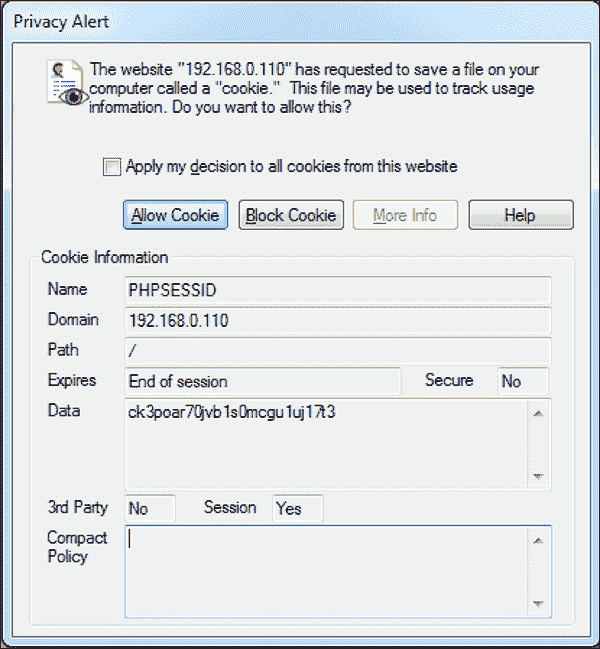 Privacy Alert
The website "192.168.0.110" has requested to save a file on your
computer called a "cookie." This file may be used to track usage
information. Do you want to allow this?
Apply my decision to all cookies from this website
Allow Cookie Block Cookie More Info Help
Cookie Information
Name PHPSESSID
Domain 192.168.0.110
Path /
Expires End of session Secure No
Data ck3poar70jvb1s0mcgu1uj17t3
3rd Party No Session Yes
Compact
Policy